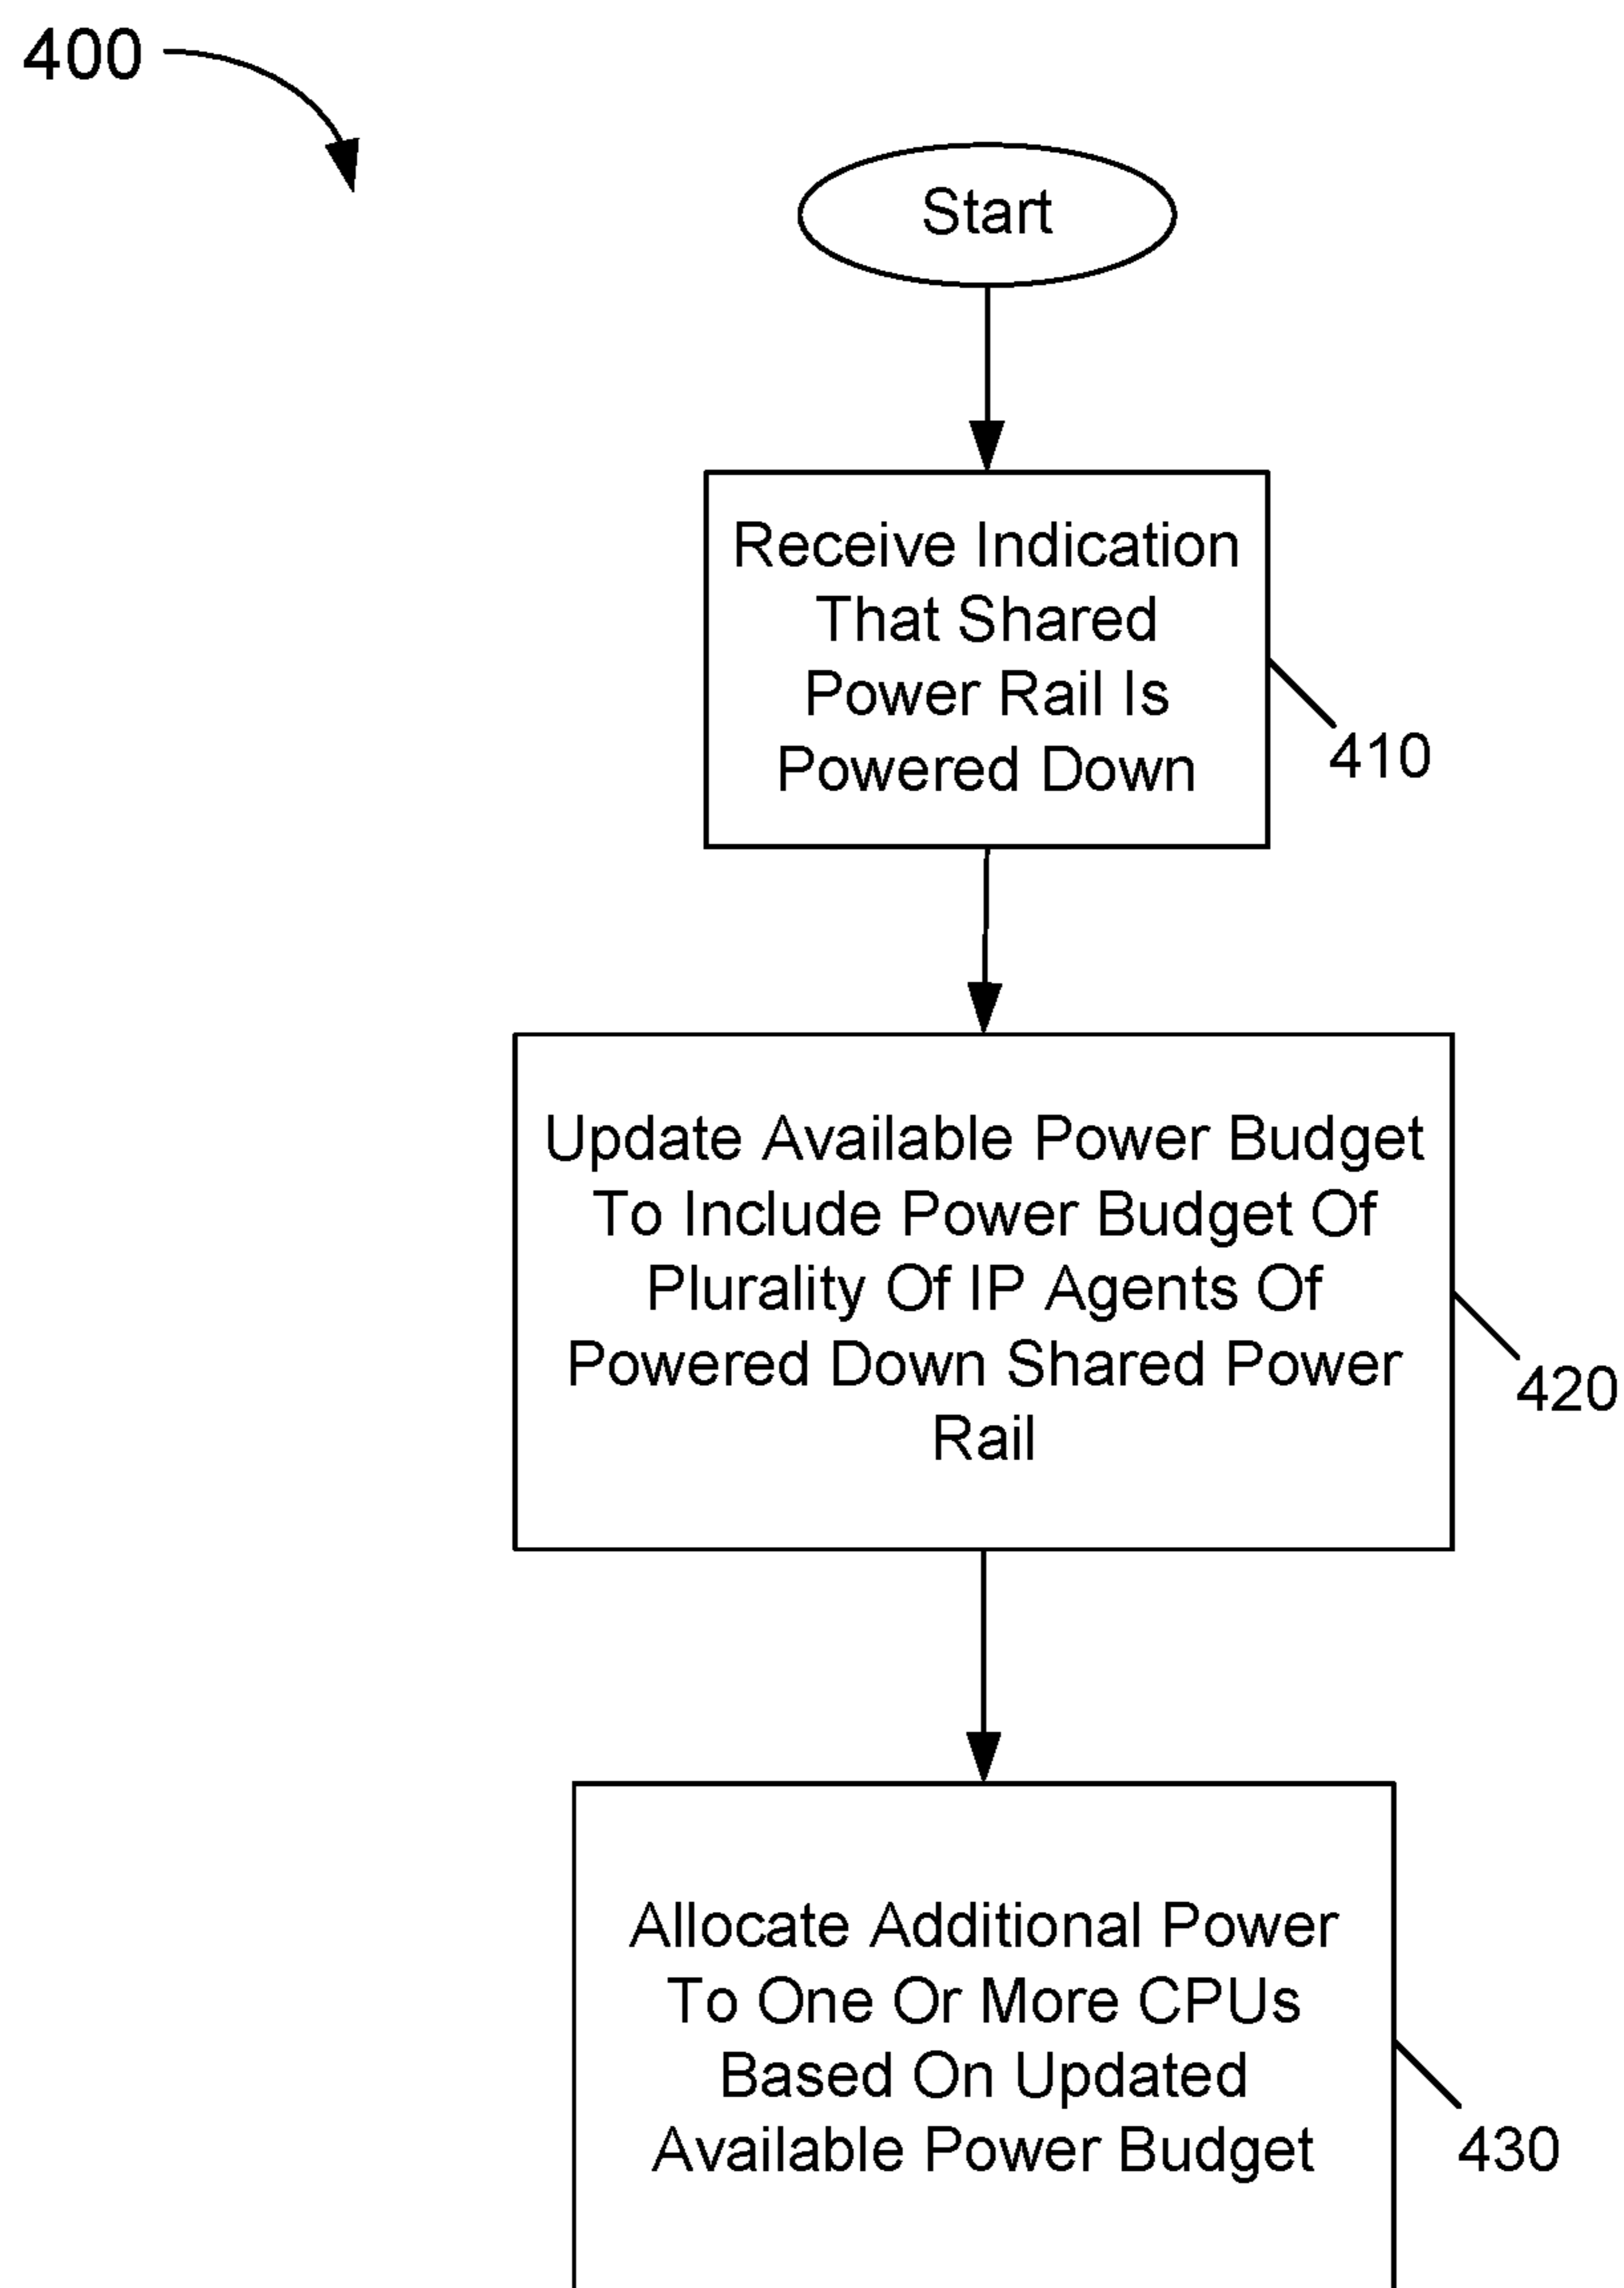 400
Start
Receive Indication
That Shared
Power Rail Is
Powered Down
410
Update Available Power Budget
To Include Power Budget Of
Plurality Of IP Agents Of
Powered Down Shared Power
Rail
420
Allocate Additional Power
To One Or More CPUs
Based On Updated
Available Power Budget
430